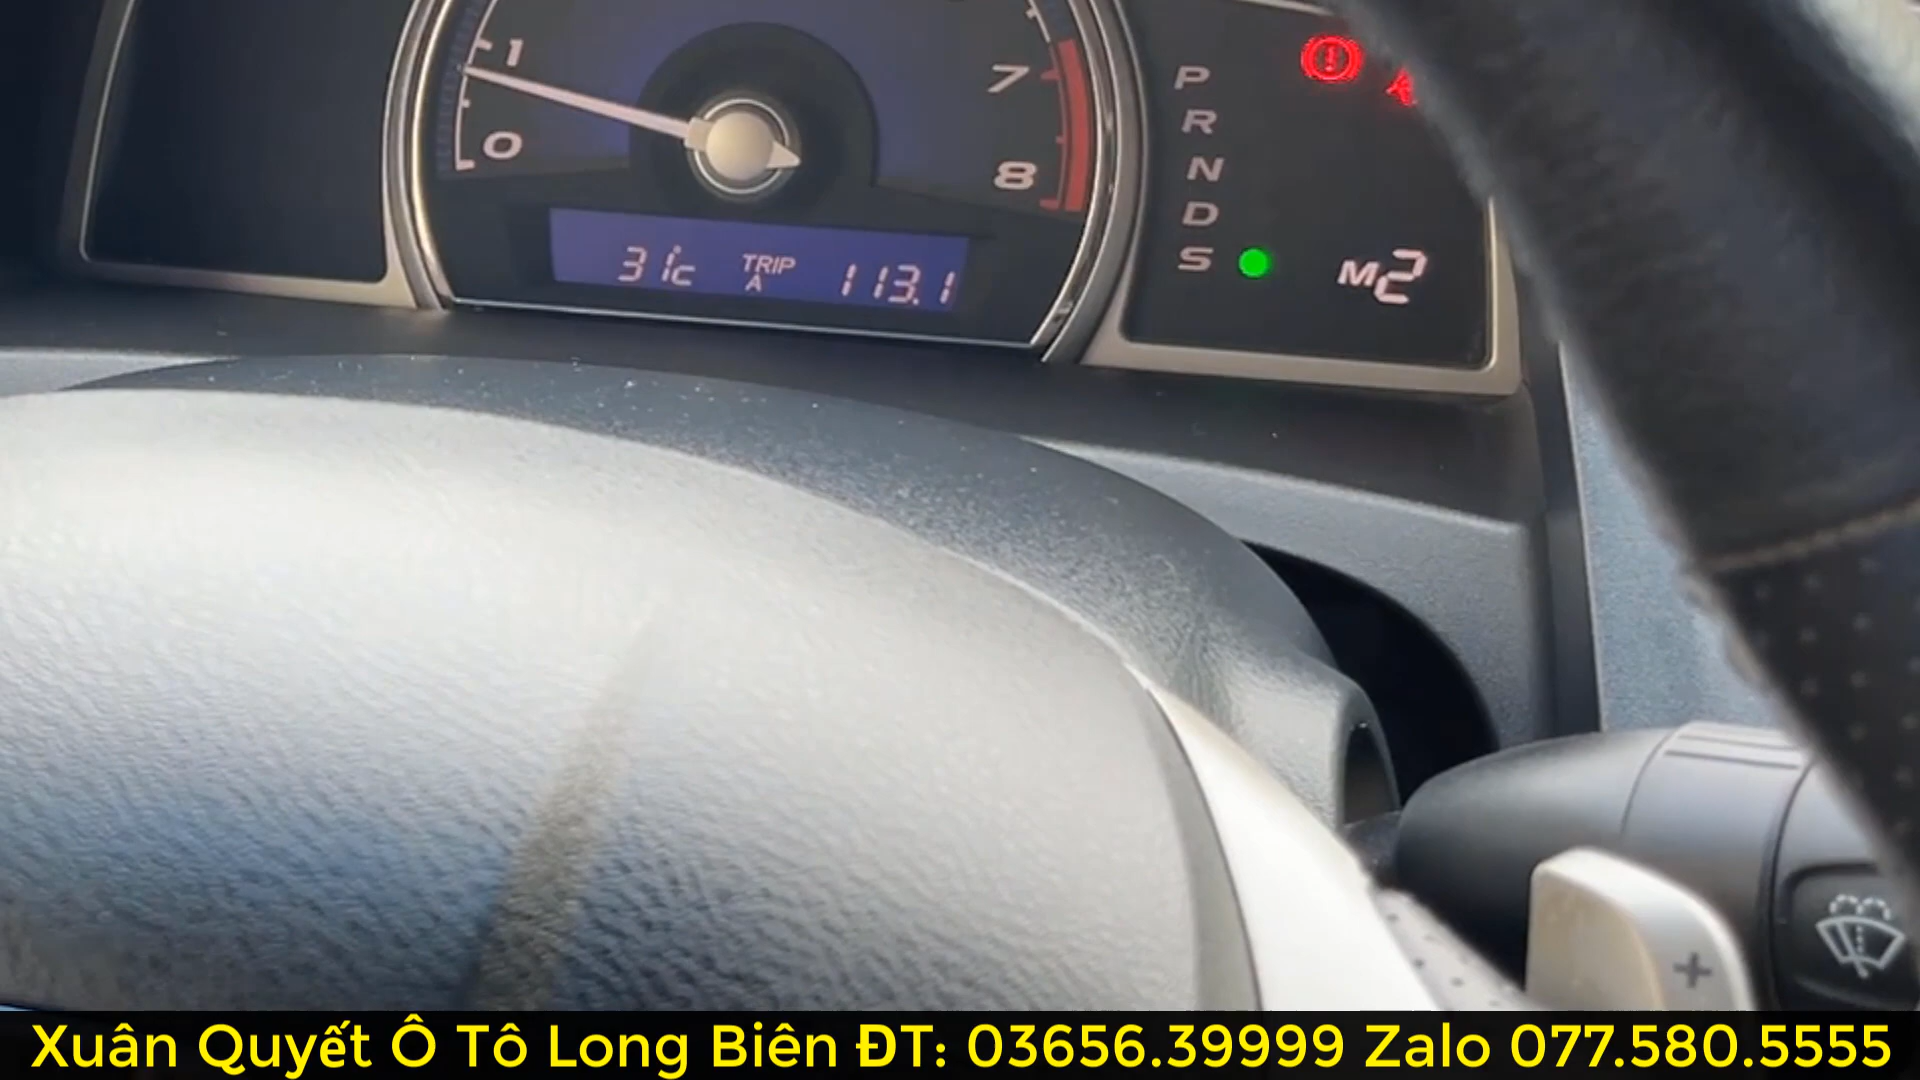 1
0
7
8
P
R
N
D
S
M2
31°C TRIP A 113.1
+
Xuân Quyết Ô Tô Long Biên ĐT: 03656.39999 Zalo 077.580.5555